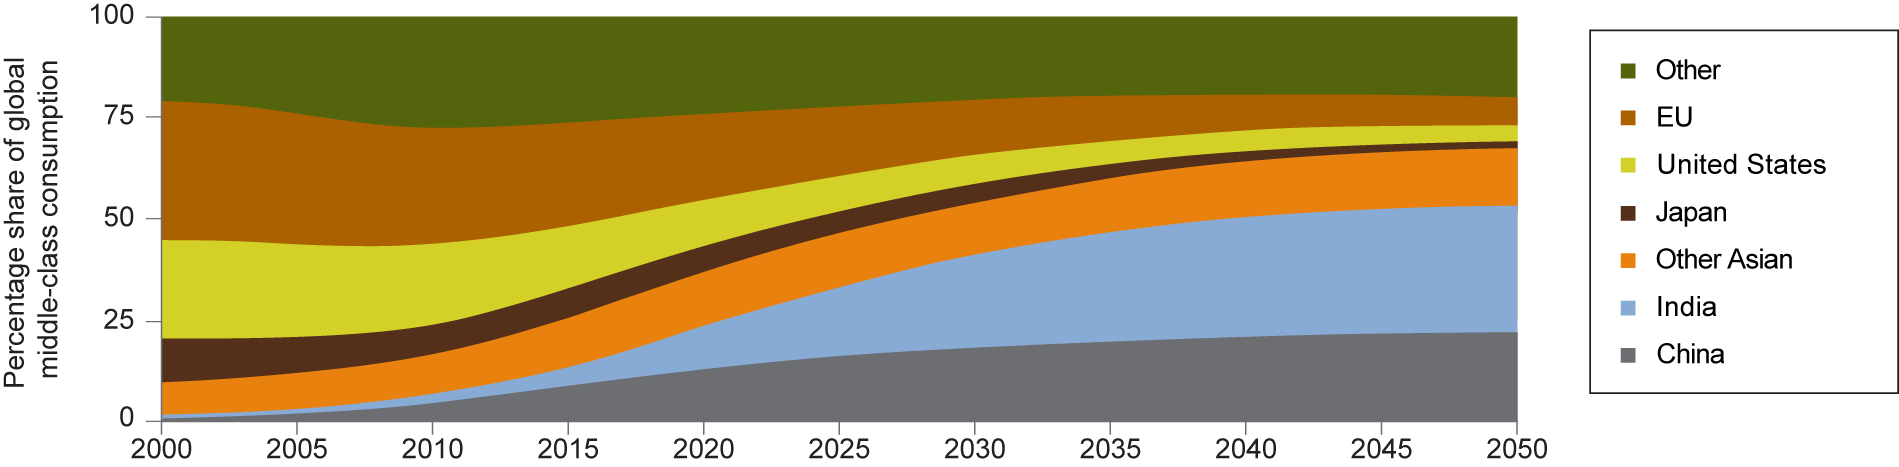 Percentage share of global
middle-class consumption
100
75
50
25
0
2000 2005 2010 2015 2020 2025 2030 2035 2040 2045 2050
Other
EU
United States
Japan
Other Asian
India
China